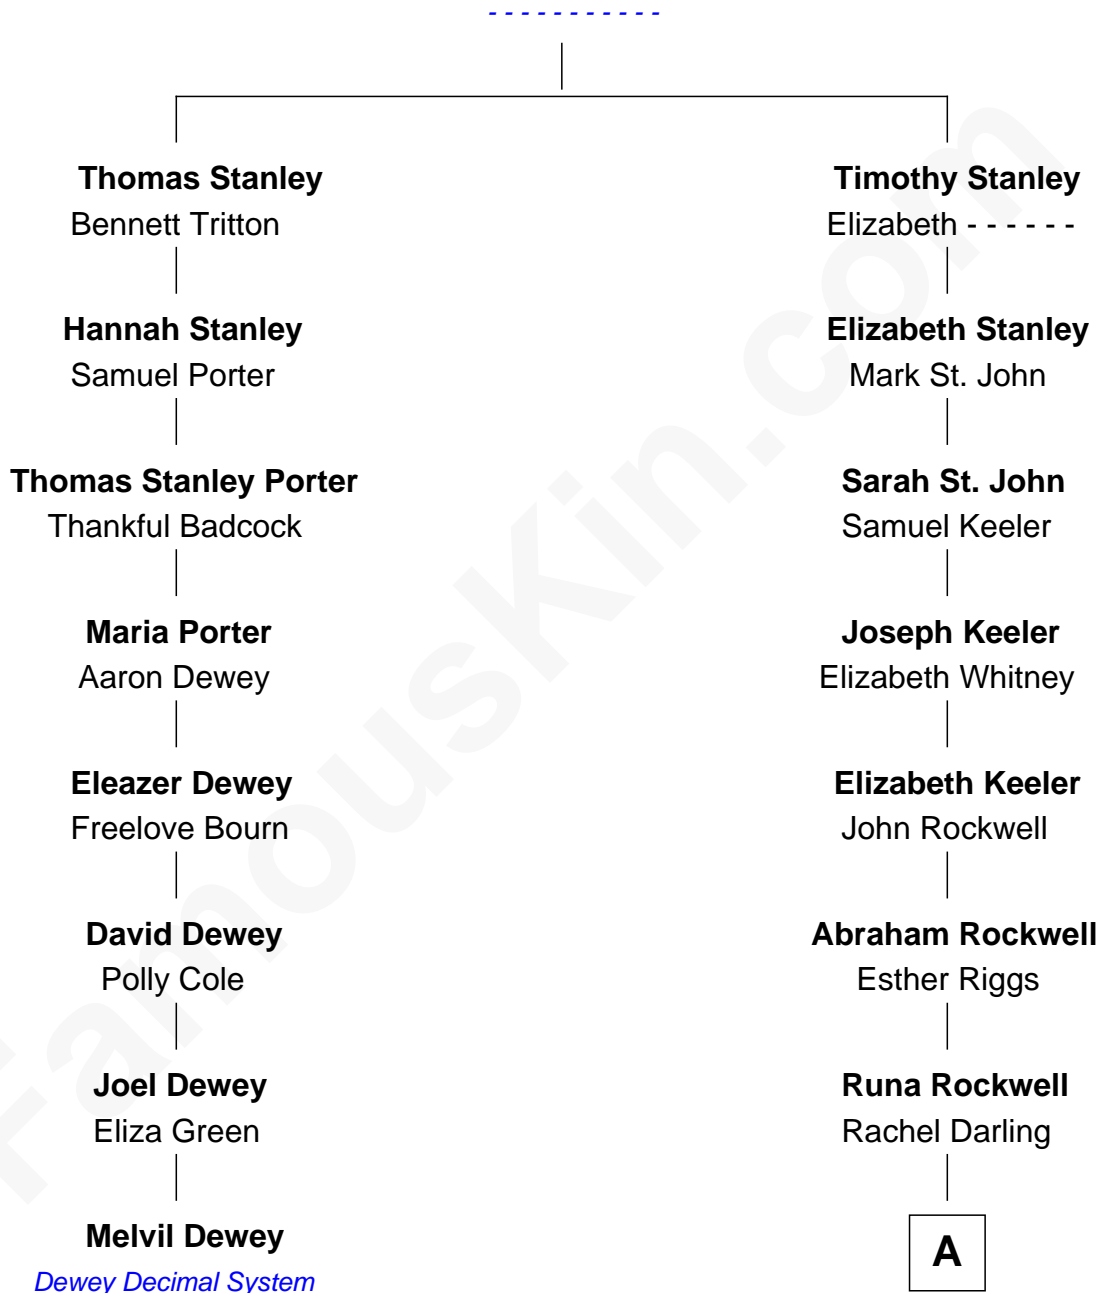 - - - - - - - - - - -
Thomas Stanley
Bennett Tritton
Timothy Stanley
Elizabeth - - - - - -
Hannah Stanley
Samuel Porter
Elizabeth Stanley
Mark St. John
Thomas Stanley Porter
Thankful Badcock
Sarah St. John
Samuel Keeler
Maria Porter
Aaron Dewey
Joseph Keeler
Elizabeth Whitney
Eleazer Dewey
Freelove Bourn
Elizabeth Keeler
John Rockwell
David Dewey
Polly Cole
Abraham Rockwell
Esther Riggs
Joel Dewey
Eliza Green
Runa Rockwell
Rachel Darling
Melvil Dewey
Dewey Decimal System
A
FamousKin.com